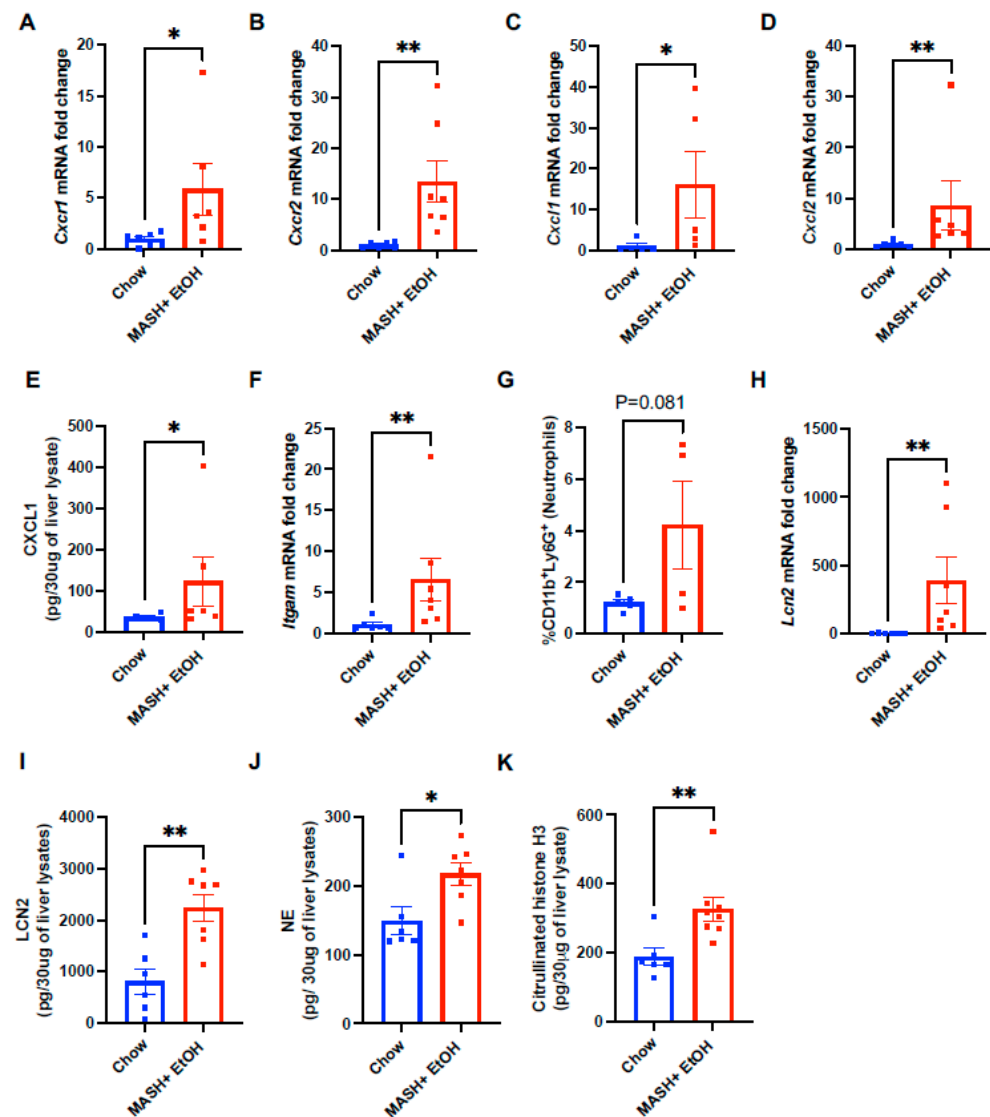 A
Cxcr1 mRNA fold change
20
15
10
5
0
*
Chow
MASH+ EtOH
B
Cxcr2 mRNA fold change
40
30
20
10
0
**
Chow
MASH+ EtOH
C
Cxcl1 mRNA fold change
50
40
30
20
10
0
*
Chow
MASH+ EtOH
D
Cxcl2 mRNA fold change
40
30
20
10
0
**
Chow
MASH+ EtOH
E
CXCL1
(pg/30ug of liver lysate)
500
400
300
200
100
0
*
Chow
MASH+ EtOH
F
Itgam mRNA fold change
25
20
15
10
5
0
**
Chow
MASH+ EtOH
G
%CD11b+Ly6G+ (Neutrophils)
8
6
4
2
0
P=0.081
Chow
MASH+ EtOH
H
Lcn2 mRNA fold change
1500
1000
500
0
**
Chow
MASH+ EtOH
I
LCN2
(pg/30ug of liver lysates)
4000
3000
2000
1000
0
**
Chow
MASH+ EtOH
J
NE
(pg/ 30ug of liver lysates)
300
200
100
0
*
Chow
MASH+ EtOH
K
Citrullinated histone H3
(pg/30μg of liver lysate)
600
400
200
0
**
Chow
MASH+ EtOH